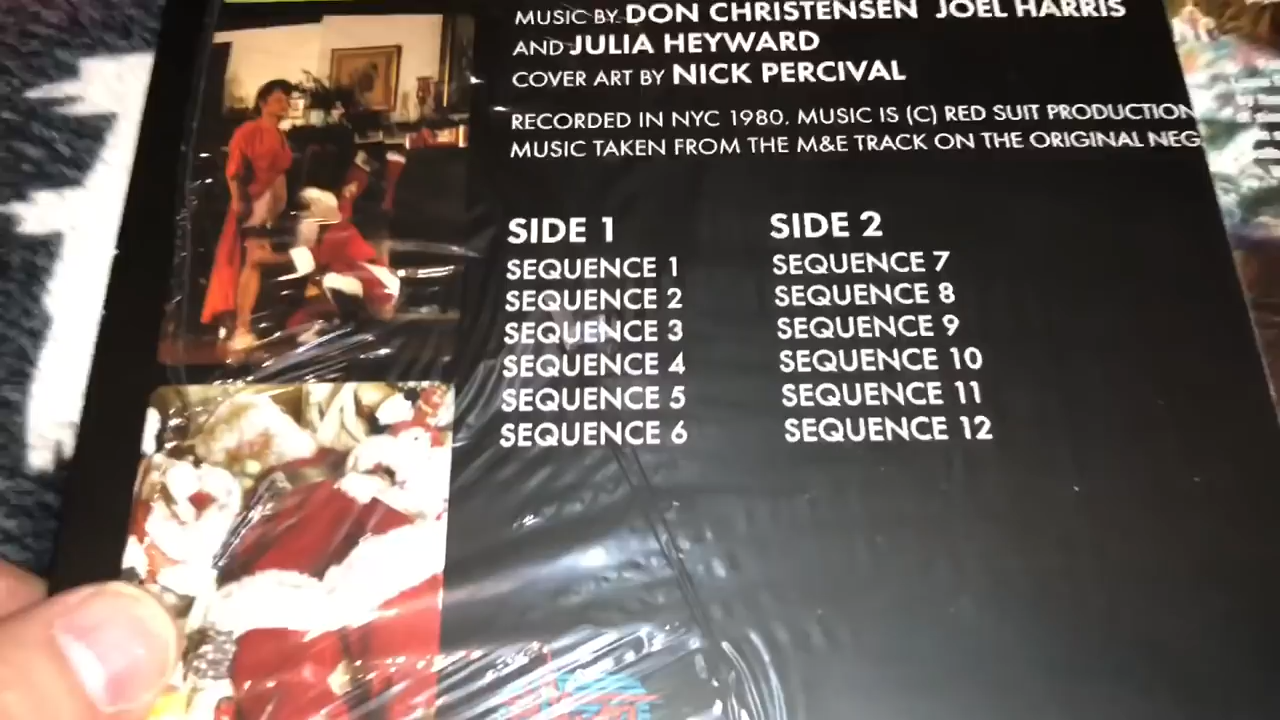 MUSIC BY DON CHRISTENSEN JOEL HARRIS
AND JULIA HEYWARD
COVER ART BY NICK PERCIVAL
RECORDED IN NYC 1980. MUSIC IS (C) RED SUIT PRODUCTION
MUSIC TAKEN FROM THE M&E TRACK ON THE ORIGINAL NEG
SIDE 1
SEQUENCE 1
SEQUENCE 2
SEQUENCE 3
SEQUENCE 4
SEQUENCE 5
SEQUENCE 6
SIDE 2
SEQUENCE 7
SEQUENCE 8
SEQUENCE 9
SEQUENCE 10
SEQUENCE 11
SEQUENCE 12